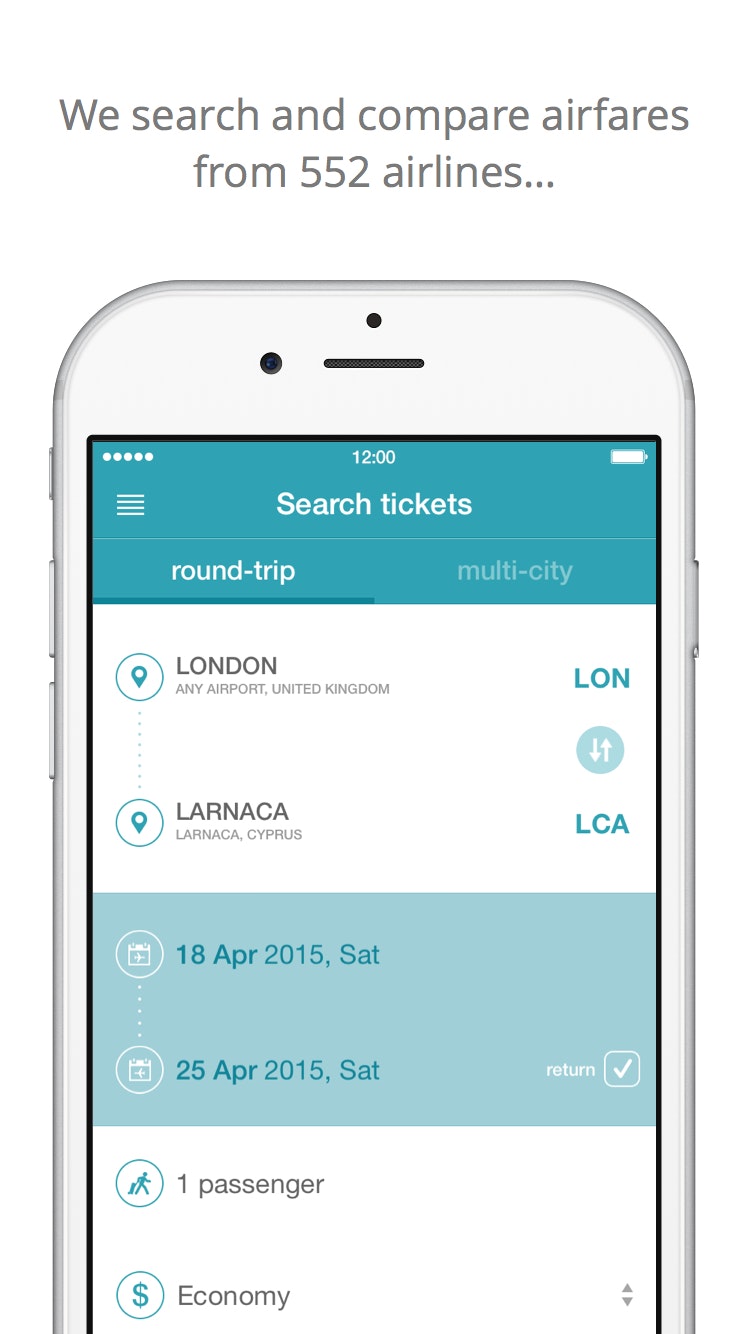 We search and compare airfares
from 552 airlines...
12:00
Search tickets
round-trip multi-city
LONDON
ANY AIRPORT, UNITED KINGDOM
LON
LARNACA
LARNACA, CYPRUS
LCA
18 Apr 2015, Sat
25 Apr 2015, Sat return
1 passenger
$ Economy